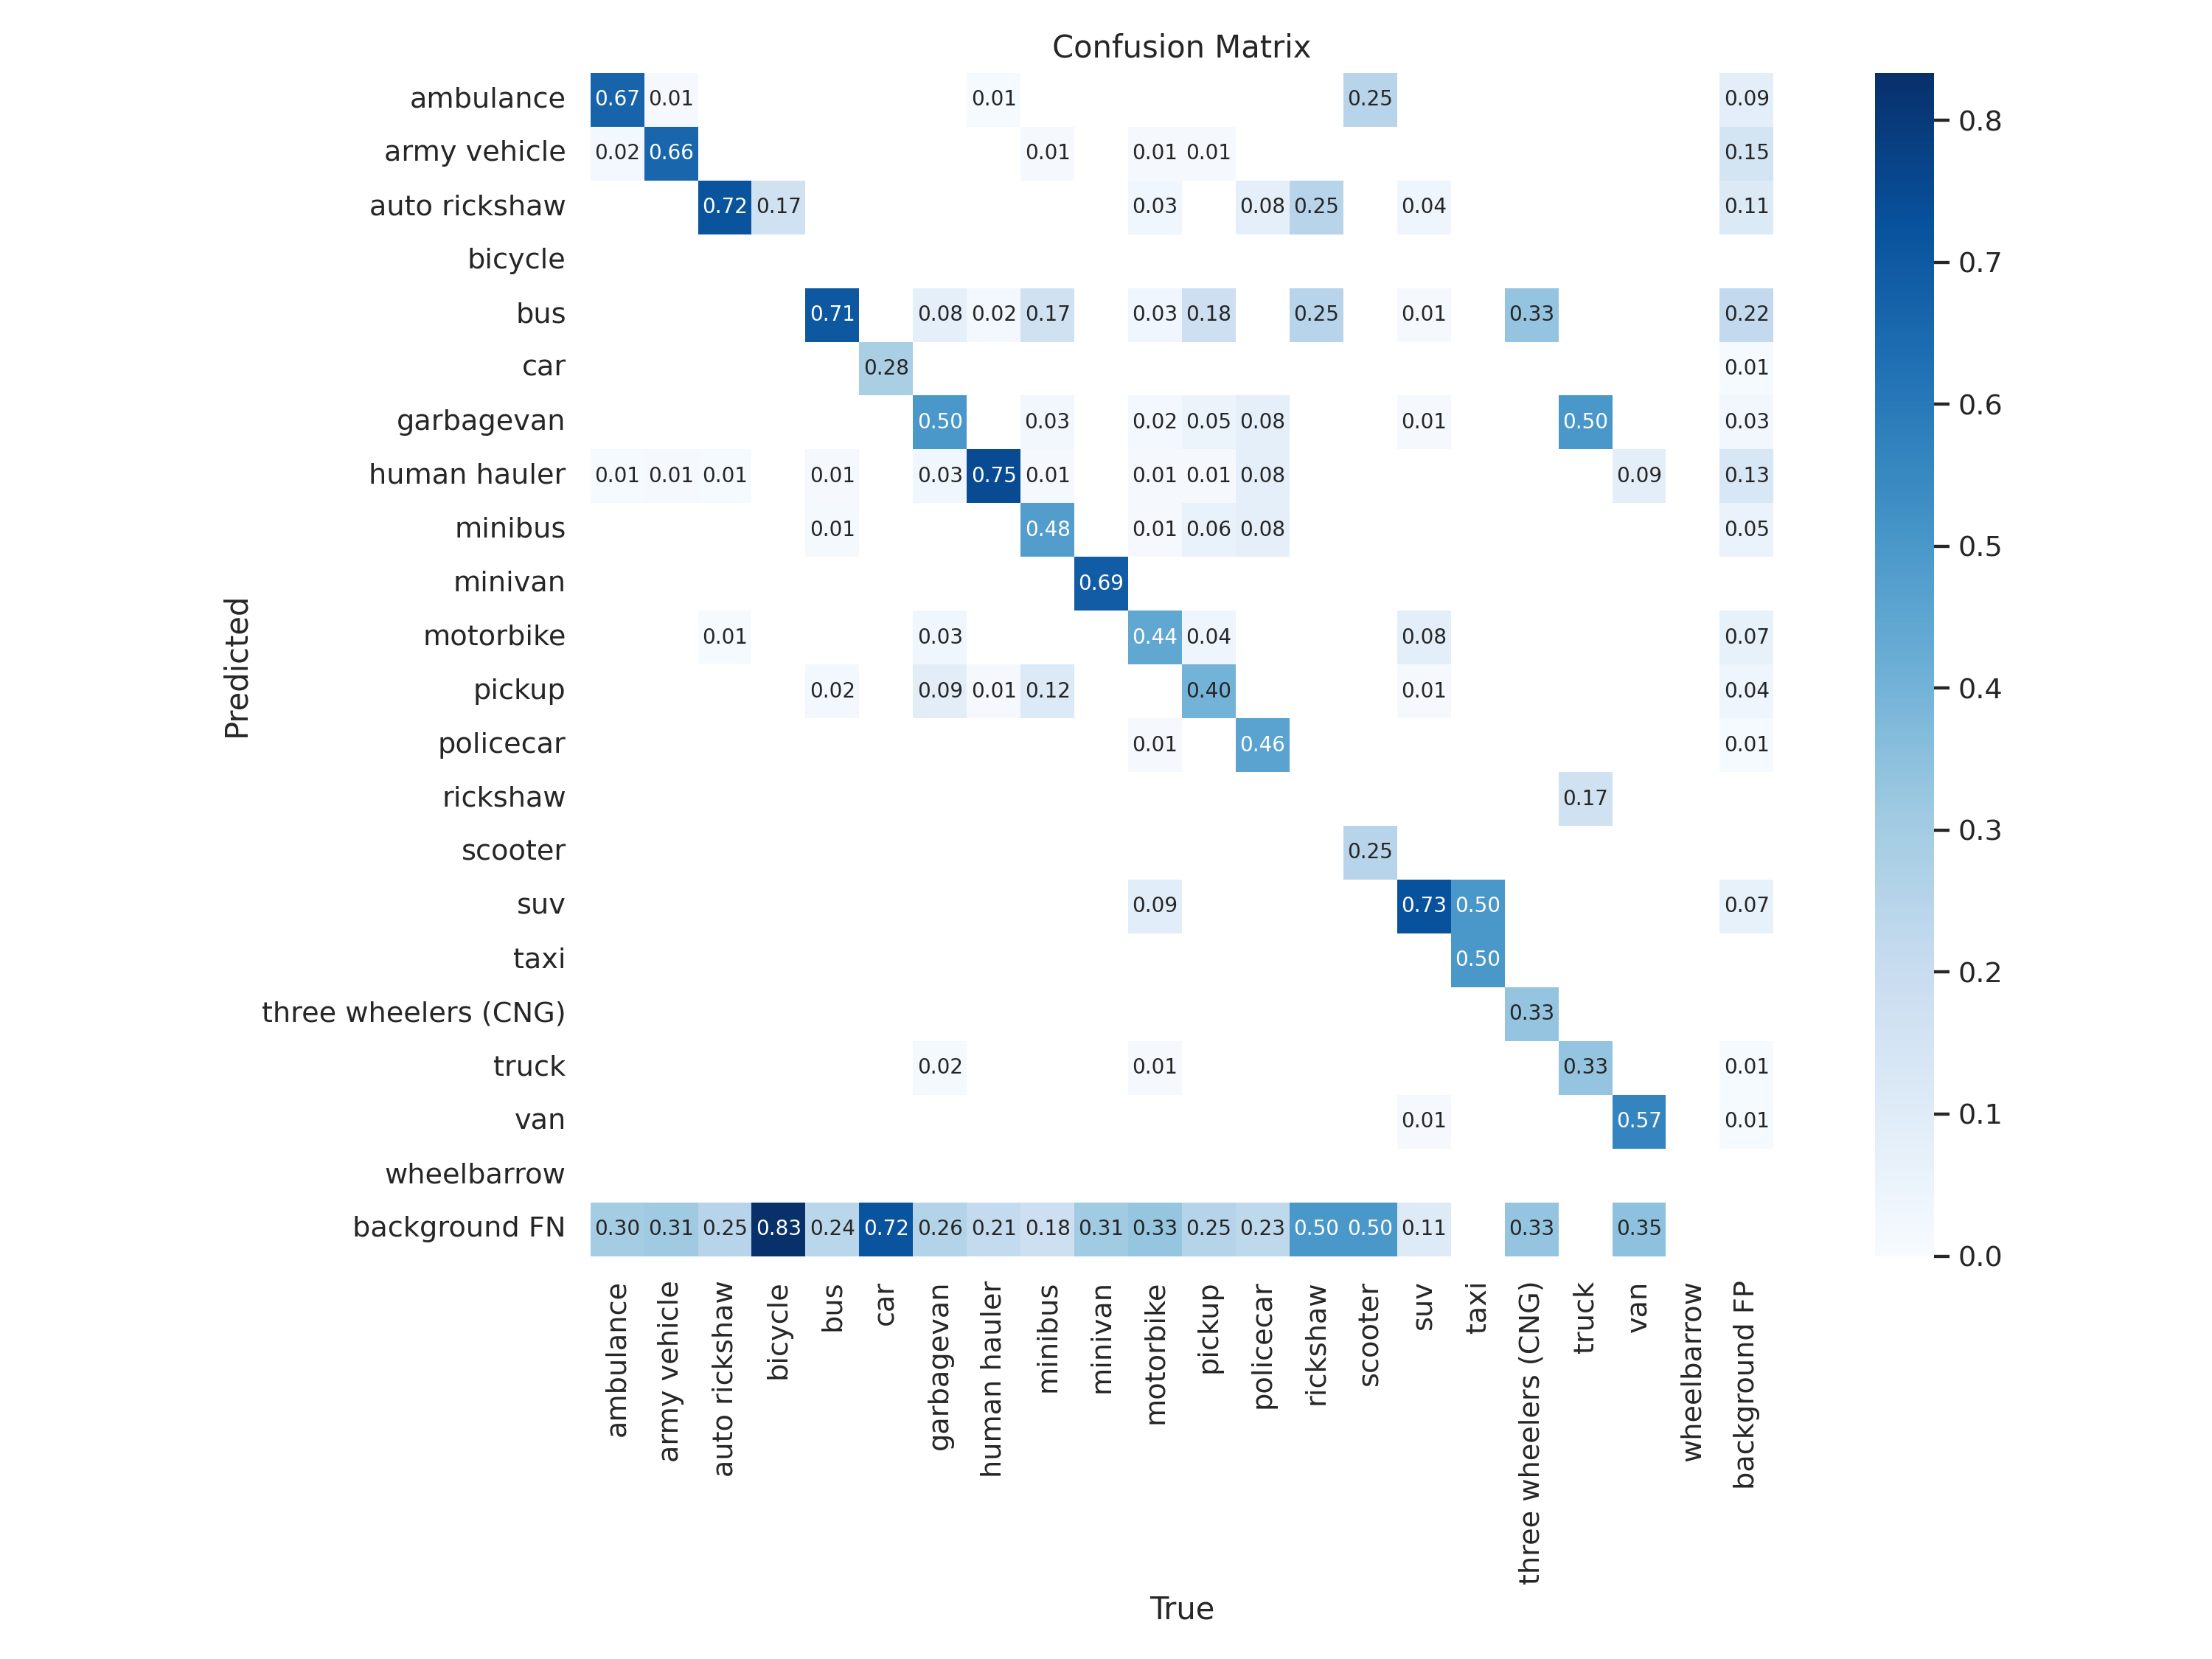 Confusion Matrix
ambulance 0.67 0.01 0.01 0.25 0.09
army vehicle 0.02 0.66 0.01 0.01 0.01 0.15
auto rickshaw 0.72 0.17 0.03 0.08 0.25 0.04 0.11
bicycle
bus 0.71 0.08 0.02 0.17 0.03 0.18 0.25 0.01 0.33 0.22
car 0.28 0.01
garbagevan 0.50 0.03 0.02 0.05 0.08 0.01 0.50 0.03
human hauler 0.01 0.01 0.01 0.01 0.03 0.75 0.01 0.01 0.01 0.08 0.09 0.13
minibus 0.01 0.48 0.01 0.06 0.08 0.05
minivan 0.69
motorbike 0.01 0.03 0.44 0.04 0.08 0.07
pickup 0.02 0.09 0.01 0.12 0.40 0.01 0.04
policecar 0.01 0.46 0.01
rickshaw 0.17
scooter 0.25
suv 0.09 0.73 0.50 0.07
taxi 0.50
three wheelers (CNG) 0.33
truck 0.02 0.01 0.33 0.01
van 0.01 0.57 0.01
wheelbarrow
background FN 0.30 0.31 0.25 0.83 0.24 0.72 0.26 0.21 0.18 0.31 0.33 0.25 0.23 0.50 0.50 0.11 0.33 0.35
Predicted
ambulance
army vehicle
auto rickshaw
bicycle
bus
car
garbagevan
human hauler
minibus
minivan
motorbike
pickup
policecar
rickshaw
scooter
suv
taxi
three wheelers (CNG)
truck
van
wheelbarrow
background FP
True
0.8
0.7
0.6
0.5
0.4
0.3
0.2
0.1
0.0